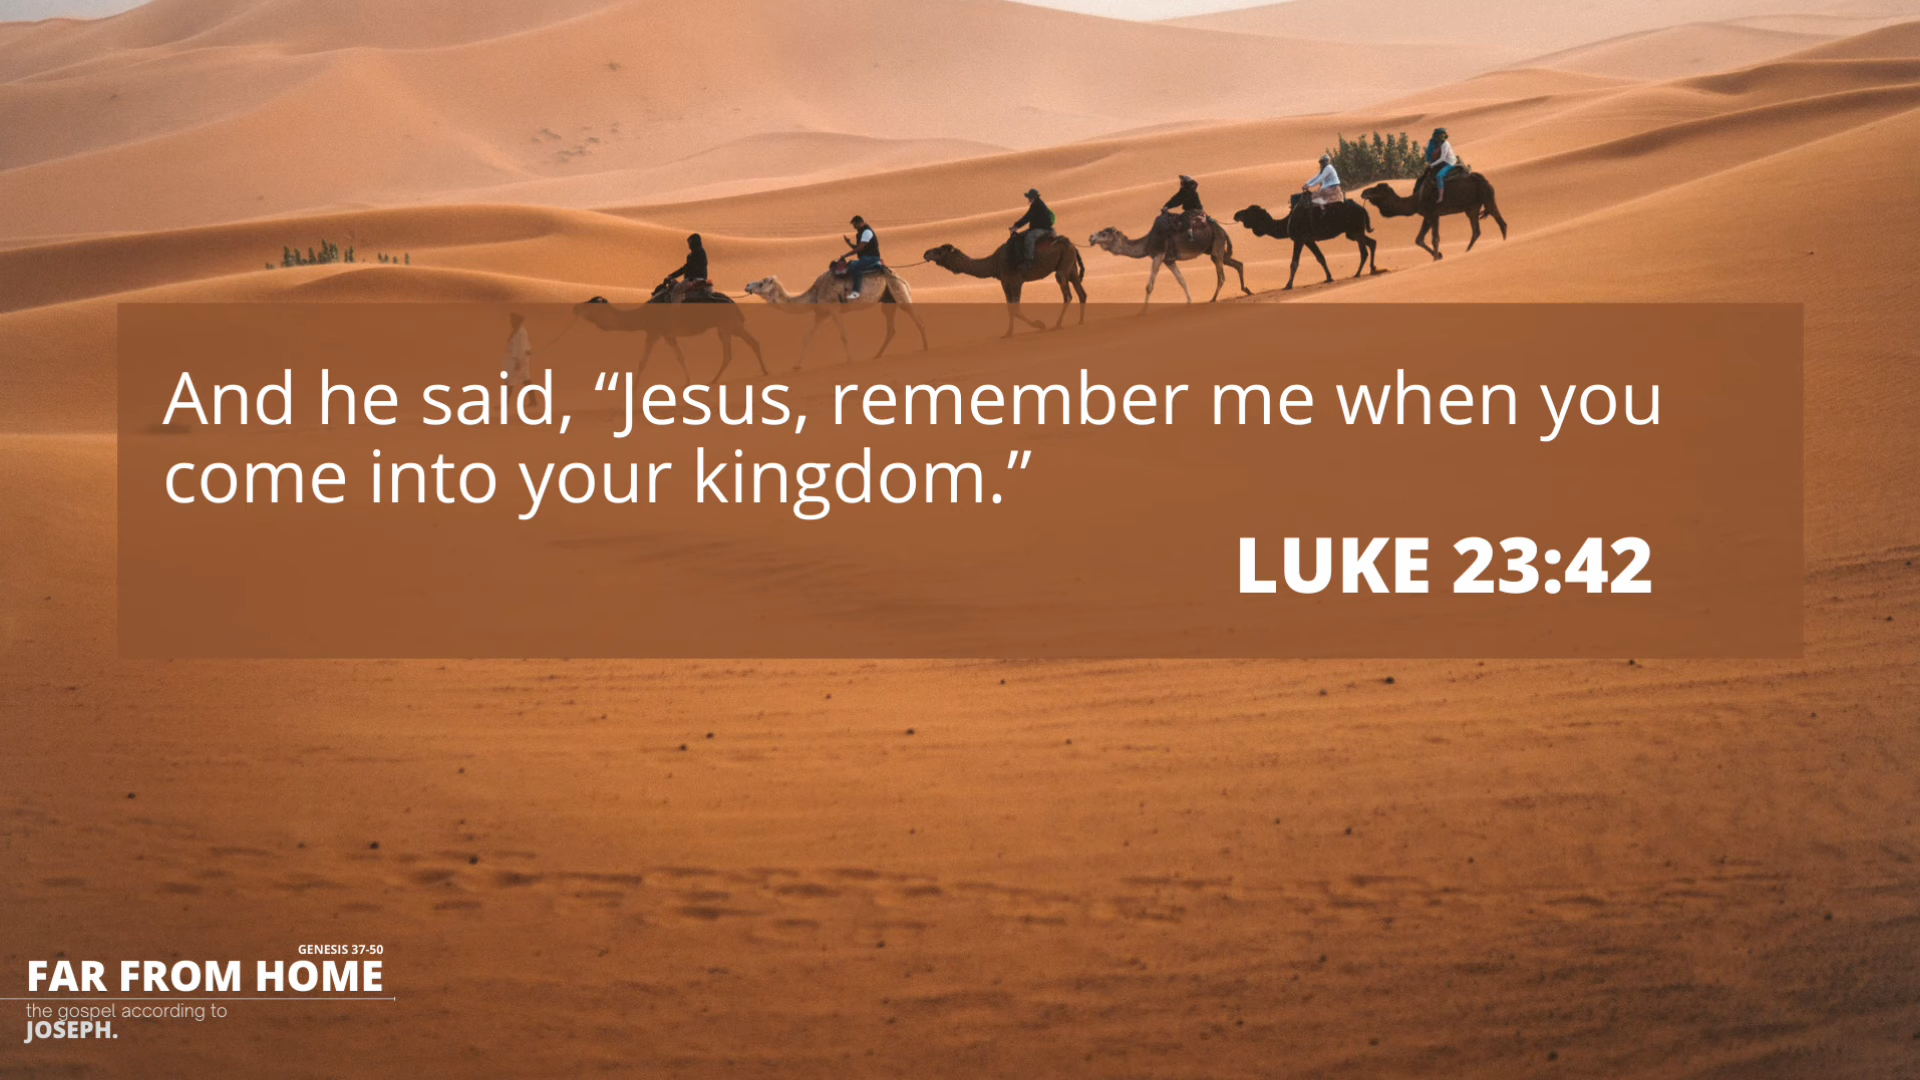 And he said, “Jesus, remember me when you
come into your kingdom.”
LUKE 23:42
GENESIS 37-50
FAR FROM HOME
the gospel according to
JOSEPH.